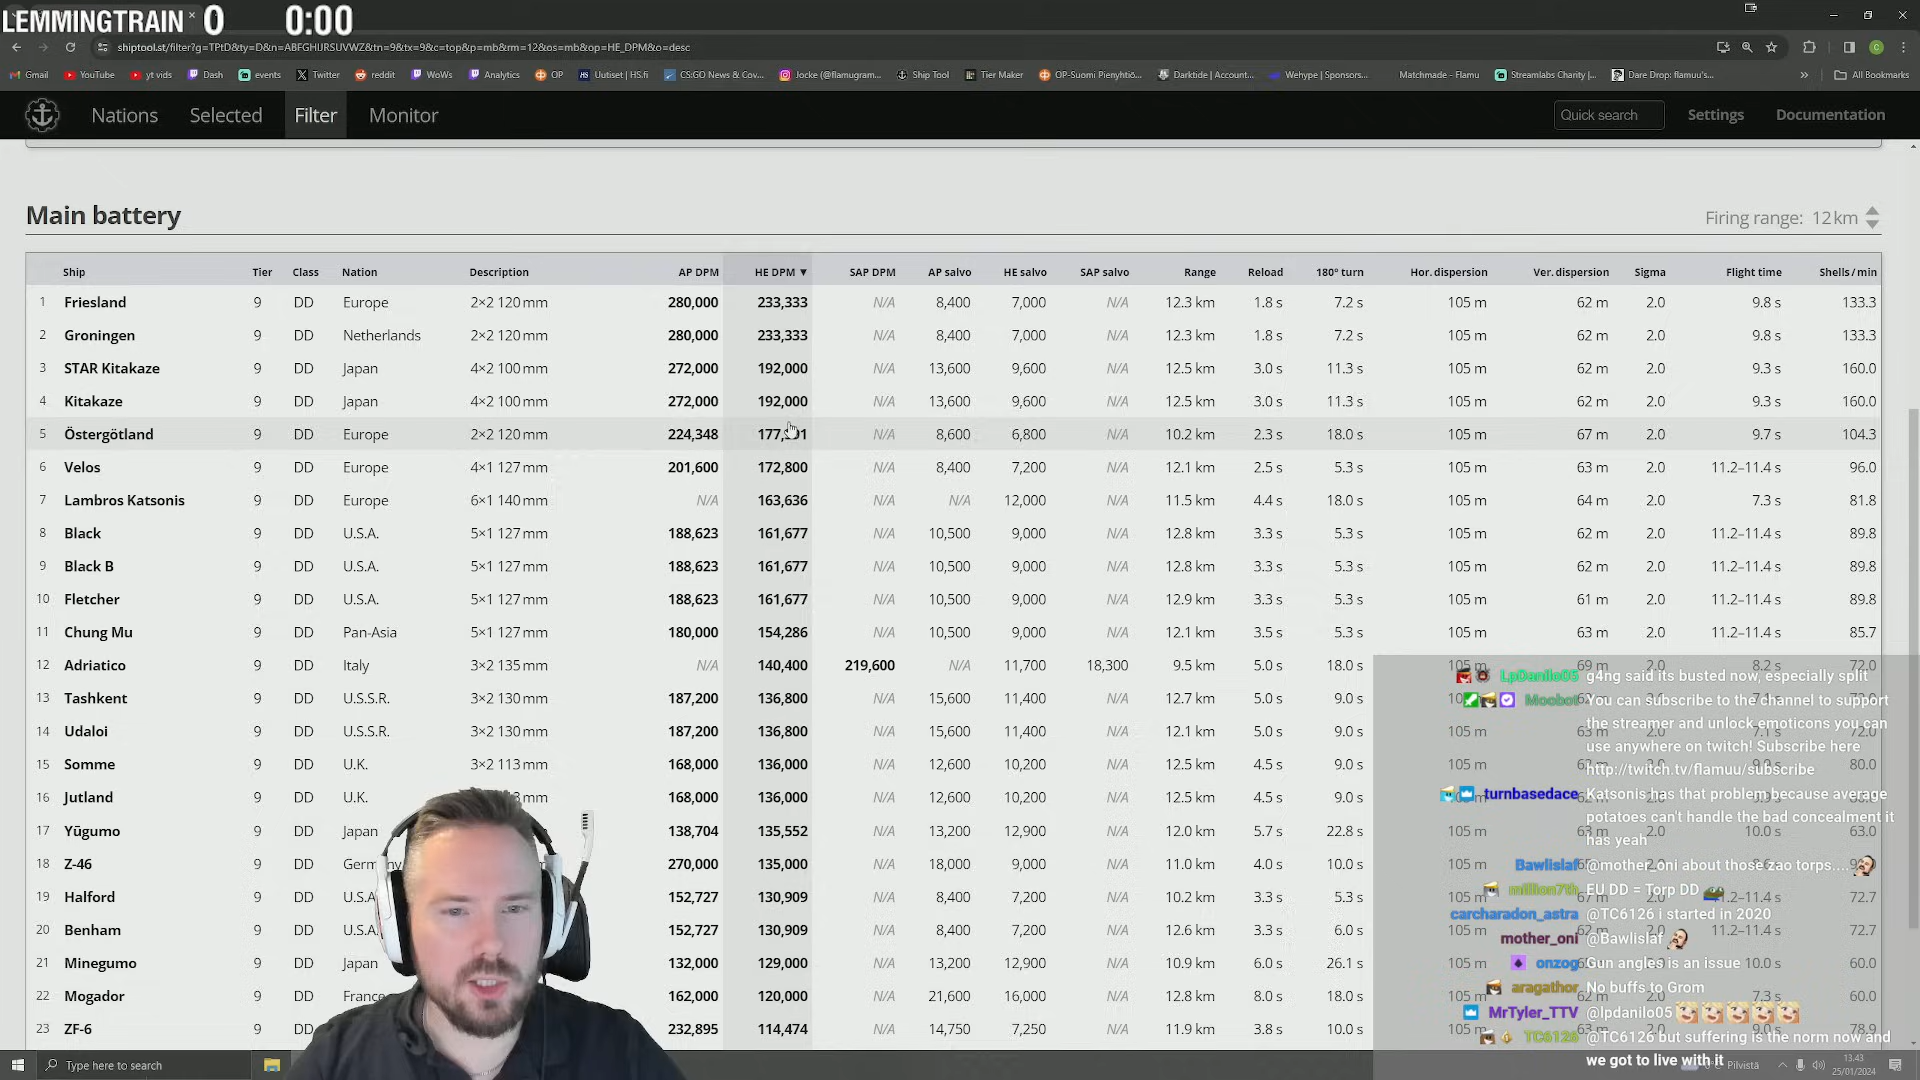 LEMMINGTRAIN × 0 0:00
shiptool.st/filter?g=TPtD&ty=D&n=ABFGHIJRSUVWZ&tn=9&tx=9&c=top&p=mb&rm=12&os=mb&op=HE_DPM&o=desc
Gmail YouTube yt vids Dash events Twitter reddit WoWs Analytics OP Uutiset | HS.fi CS:GO News & Cov... Jocke (@flamugram... Ship Tool Tier Maker OP-Suomi Pienyhtiö... Darktide | Account... Wehype | Sponsors... Matchmade - Flamu Streamlabs Charity |... Dare Drop: flamuu's... » All Bookmarks
Nations Selected Filter Monitor Quick search Settings Documentation
Main battery Firing range: 12 km
Ship Tier Class Nation Description AP DPM HE DPM ▼ SAP DPM AP salvo HE salvo SAP salvo Range Reload 180° turn Hor. dispersion Ver. dispersion Sigma Flight time Shells / min
1 Friesland 9 DD Europe 2×2 120 mm 280,000 233,333 N/A 8,400 7,000 N/A 12.3 km 1.8 s 7.2 s 105 m 62 m 2.0 9.8 s 133.3
2 Groningen 9 DD Netherlands 2×2 120 mm 280,000 233,333 N/A 8,400 7,000 N/A 12.3 km 1.8 s 7.2 s 105 m 62 m 2.0 9.8 s 133.3
3 STAR Kitakaze 9 DD Japan 4×2 100 mm 272,000 192,000 N/A 13,600 9,600 N/A 12.5 km 3.0 s 11.3 s 105 m 62 m 2.0 9.3 s 160.0
4 Kitakaze 9 DD Japan 4×2 100 mm 272,000 192,000 N/A 13,600 9,600 N/A 12.5 km 3.0 s 11.3 s 105 m 62 m 2.0 9.3 s 160.0
5 Östergötland 9 DD Europe 2×2 120 mm 224,348 N/A 8,600 6,800 N/A 10.2 km 2.3 s 18.0 s 105 m 67 m 2.0 9.7 s 104.3
6 Velos 9 DD Europe 4×1 127 mm 201,600 172,800 N/A 8,400 7,200 N/A 12.1 km 2.5 s 5.3 s 105 m 63 m 2.0 11.2–11.4 s 96.0
7 Lambros Katsonis 9 DD Europe 6×1 140 mm N/A 163,636 N/A N/A 12,000 N/A 11.5 km 4.4 s 18.0 s 105 m 64 m 2.0 7.3 s 81.8
8 Black 9 DD U.S.A. 5×1 127 mm 188,623 161,677 N/A 10,500 9,000 N/A 12.8 km 3.3 s 5.3 s 105 m 62 m 2.0 11.2–11.4 s 89.8
9 Black B 9 DD U.S.A. 5×1 127 mm 188,623 161,677 N/A 10,500 9,000 N/A 12.8 km 3.3 s 5.3 s 105 m 62 m 2.0 11.2–11.4 s 89.8
10 Fletcher 9 DD U.S.A. 5×1 127 mm 188,623 161,677 N/A 10,500 9,000 N/A 12.9 km 3.3 s 5.3 s 105 m 61 m 2.0 11.2–11.4 s 89.8
11 Chung Mu 9 DD Pan-Asia 5×1 127 mm 180,000 154,286 N/A 10,500 9,000 N/A 12.1 km 3.5 s 5.3 s 105 m 63 m 2.0 11.2–11.4 s 85.7
12 Adriatico 9 DD Italy 3×2 135 mm N/A 140,400 219,600 N/A 11,700 18,300 9.5 km 5.0 s 18.0 s 105 m 69 m 2.0 8.2 s 72.0
13 Tashkent 9 DD U.S.S.R. 3×2 130 mm 187,200 136,800 N/A 15,600 11,400 N/A 12.7 km 5.0 s 9.0 s
14 Udaloi 9 DD U.S.S.R. 3×2 130 mm 187,200 136,800 N/A 15,600 11,400 N/A 12.1 km 5.0 s 9.0 s
15 Somme 9 DD U.K. 3×2 113 mm 168,000 136,000 N/A 12,600 10,200 N/A 12.5 km 4.5 s 9.0 s
16 Jutland 9 DD U.K. mm 168,000 136,000 N/A 12,600 10,200 N/A 12.5 km 4.5 s 9.0 s
17 Yūgumo 9 DD Japan 138,704 135,552 N/A 13,200 12,900 N/A 12.0 km 5.7 s 22.8 s
18 Z-46 9 DD 270,000 135,000 N/A 18,000 9,000 N/A 11.0 km 4.0 s 10.0 s
19 Halford 9 DD U.S.A 152,727 130,909 N/A 8,400 7,200 N/A 10.2 km 3.3 s 5.3 s
20 Benham 9 DD U.S.A 152,727 130,909 N/A 8,400 7,200 N/A 12.6 km 3.3 s 6.0 s
21 Minegumo 9 DD Japan 132,000 129,000 N/A 13,200 12,900 N/A 10.9 km 6.0 s 26.1 s
22 Mogador 9 DD 162,000 120,000 N/A 21,600 16,000 N/A 12.8 km 8.0 s 18.0 s
23 ZF-6 9 DD 232,895 114,474 N/A 14,750 7,250 N/A 11.9 km 3.8 s 10.0 s
LpDanilo05 g4ng said its busted now, especially split
Moobot You can subscribe to the channel to support
the streamer and unlock emoticons you can
use anywhere on twitch! Subscribe here
http://twitch.tv/flamuu/subscribe
turnbasedace Katsonis has that problem because average
potatoes can't handle the bad concealment it
has yeah
Bawlislaf @mother_oni about those zao torps....
million7th EU DD = Torp DD
carcharadon_astra @TC6126 i started in 2020
mother_oni @Bawlislaf
onzog Gun angles is an issue
aragathor No buffs to Grom
MrTyler_TTV @lpdanilo05
TC6126 @TC6126 but suffering is the norm now and
we got to live with it
Type here to search Pilvistä 13.43
25/01/2024